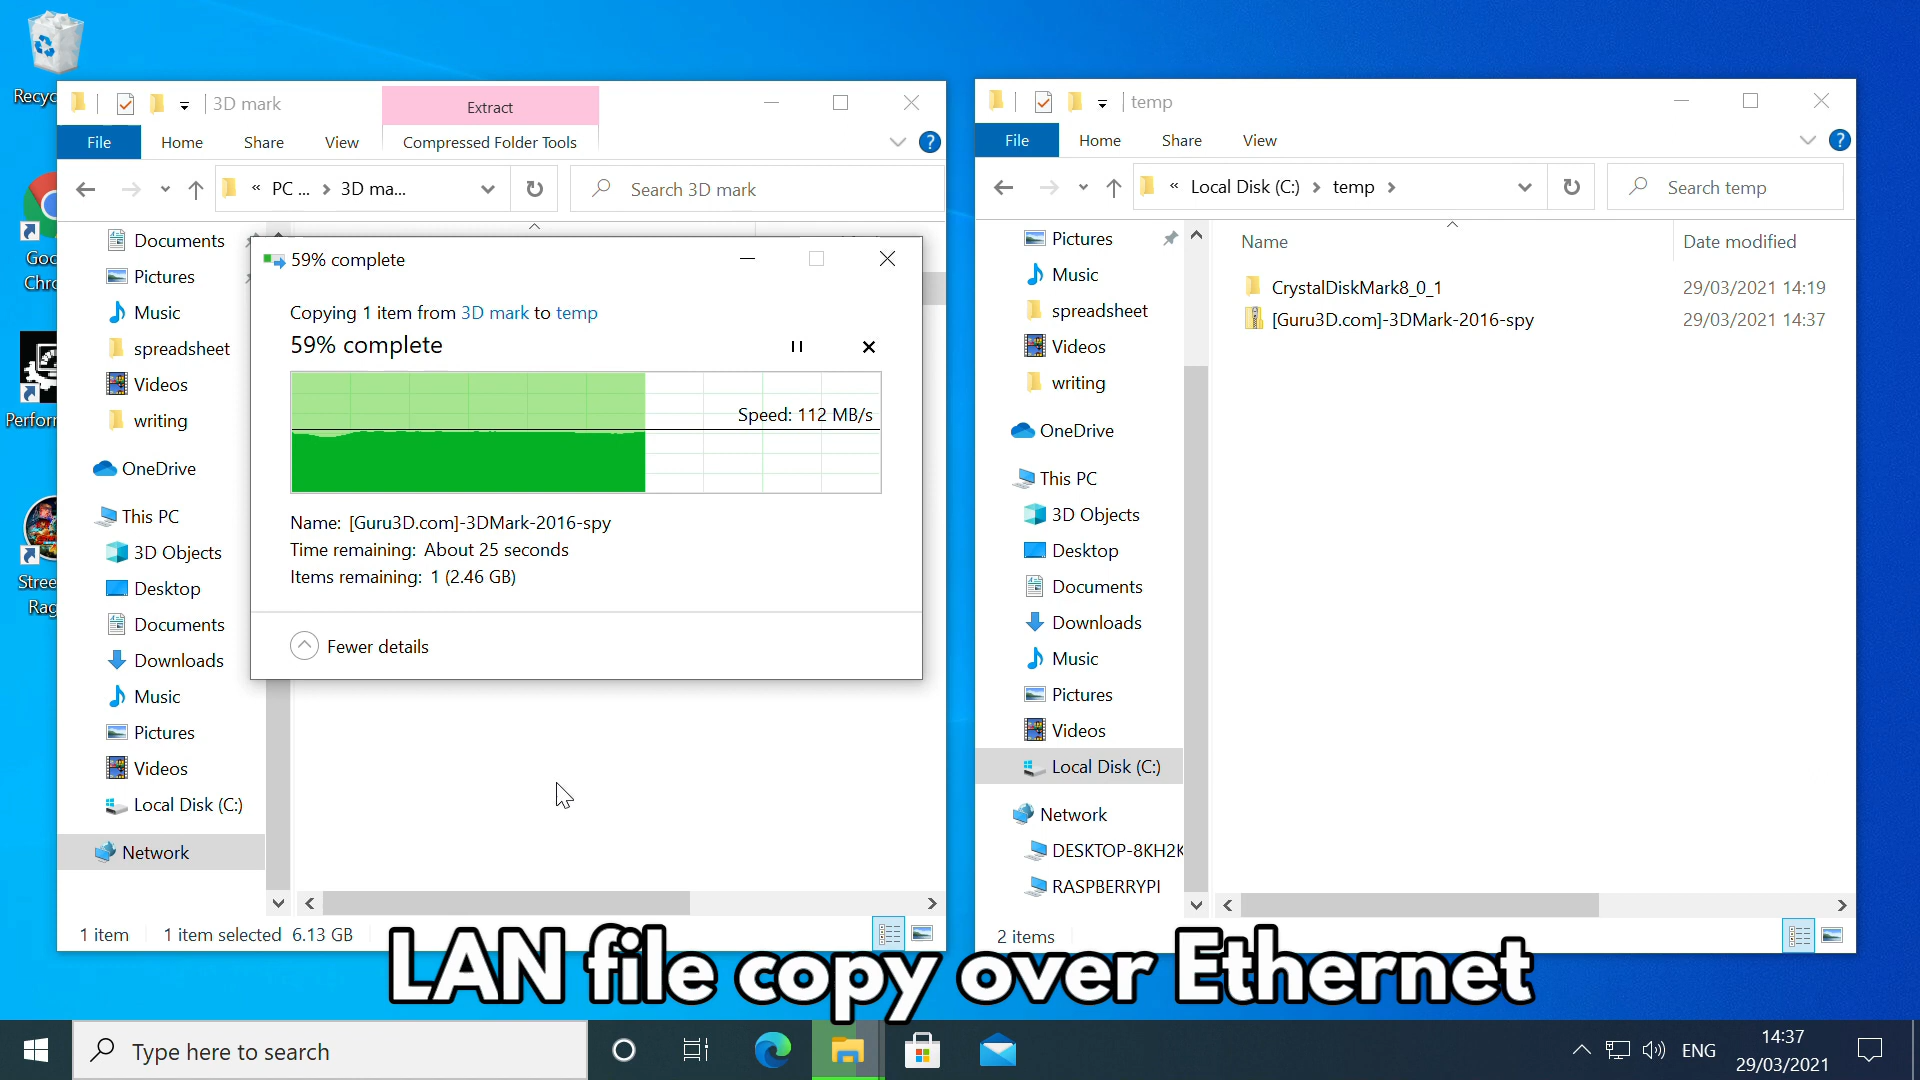 Recyc
Goo
Chro
Perforn
Stree
Rag
3D mark
Extract
File
Home
Share
View
Compressed Folder Tools
?
« PC ... > 3D ma...
Search 3D mark
Documents
Pictures
Music
spreadsheet
Videos
writing
OneDrive
This PC
3D Objects
Desktop
Documents
Downloads
Music
Pictures
Videos
Local Disk (C:)
Network
1 item
1 item selected 6.13 GB
59% complete
Copying 1 item from 3D mark to temp
59% complete
Speed: 112 MB/s
Name: [Guru3D.com]-3DMark-2016-spy
Time remaining: About 25 seconds
Items remaining: 1 (2.46 GB)
Fewer details
temp
File
Home
Share
View
?
« Local Disk (C:) > temp >
Search temp
Pictures
Music
spreadsheet
Videos
writing
OneDrive
This PC
3D Objects
Desktop
Documents
Downloads
Music
Pictures
Videos
Local Disk (C:)
Network
DESKTOP-8KH2K
RASPBERRYPI
Name
Date modified
CrystalDiskMark8_0_1
29/03/2021 14:19
[Guru3D.com]-3DMark-2016-spy
29/03/2021 14:37
2 items
LAN file copy over Ethernet
Type here to search
ENG
14:37
29/03/2021